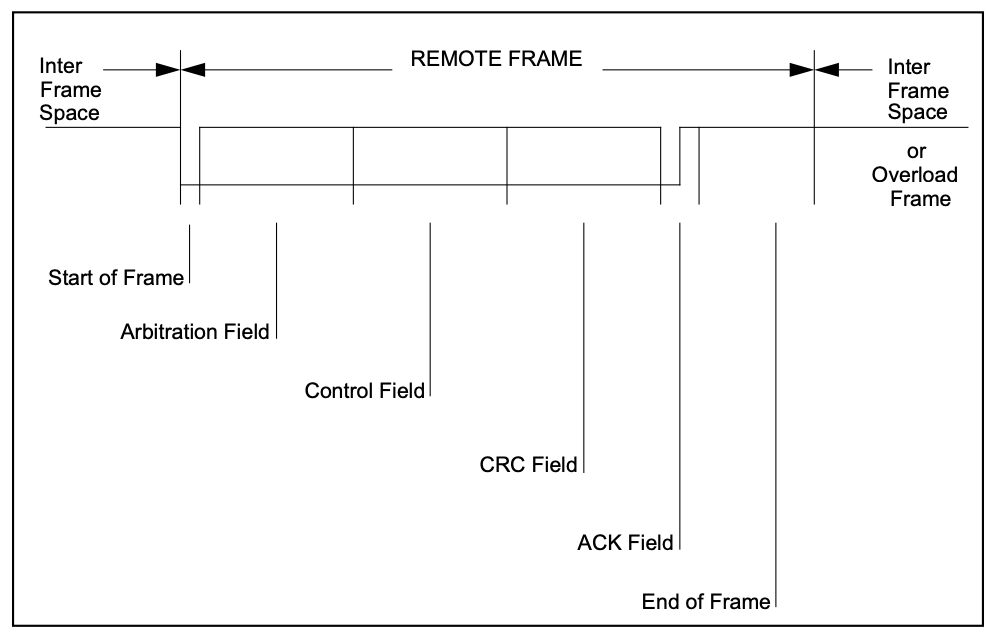 Inter
Frame
Space
REMOTE FRAME
Inter
Frame
Space
or
Overload
Frame
Start of Frame
Arbitration Field
Control Field
CRC Field
ACK Field
End of Frame